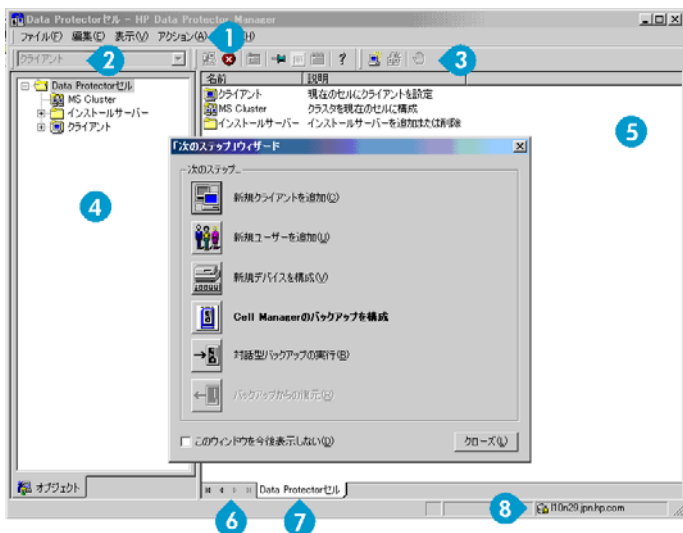 Data Protectorセル - HP Data Protector Manager
ファイル(F) 編集(E) 表示(V) アクション(A) (H)
1
クライアント
2
?
3
Data Protectorセル
MS Cluster
インストールサーバー
クライアント
4
名前 説明
クライアント 現在のセルにクライアントを設定
MS Cluster クラスタを現在のセルに構成
インストールサーバー インストールサーバーを追加または削除
5
「次のステップ」ウィザード
次のステップ...
新規クライアントを追加(C)
新規ユーザーを追加(U)
新規デバイスを構成(V)
Cell Managerのバックアップを構成
対話型バックアップの実行(B)
バックアップからの復元(R)
このウィンドウを今後表示しない(D)
クローズ(L)
オブジェクト
Data Protectorセル
6
7
8
l10n29.jpn.hp.com